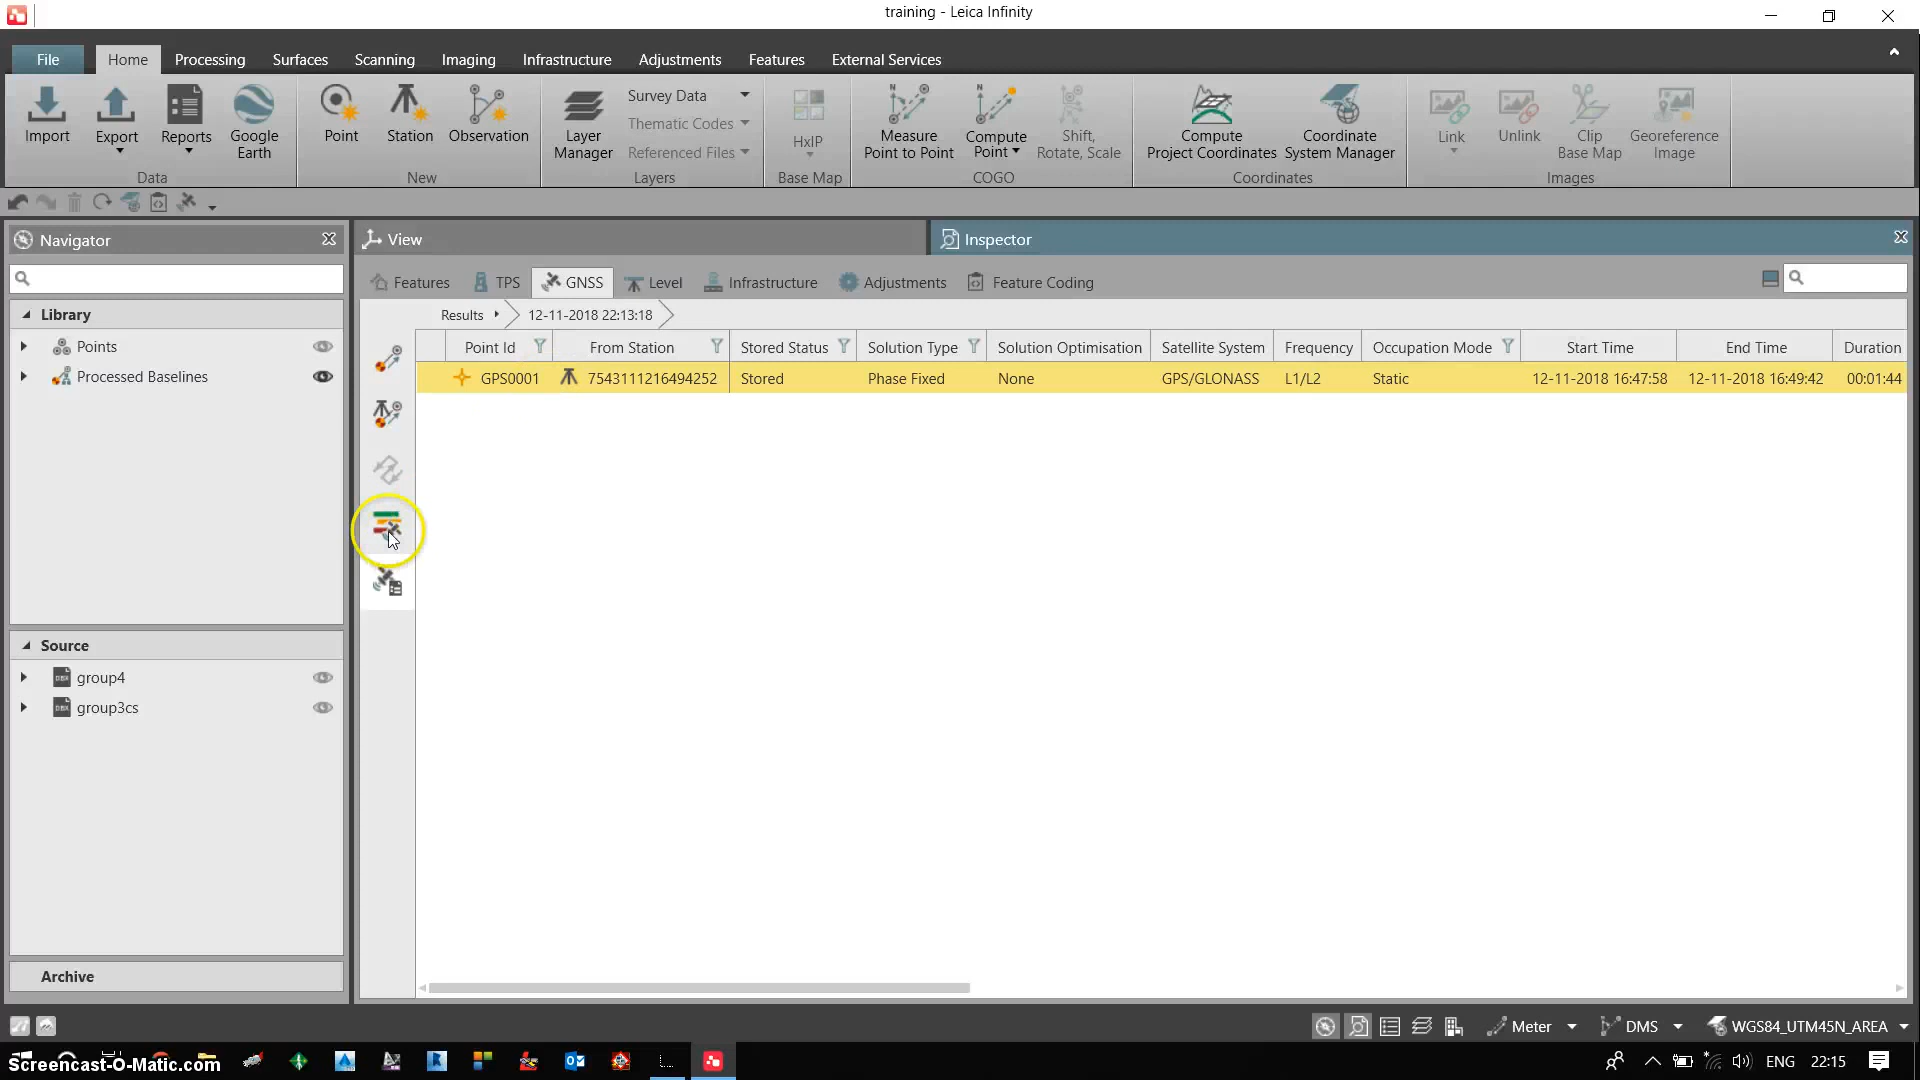 training - Leica Infinity
File Home Processing Surfaces Scanning Imaging Infrastructure Adjustments Features External Services
Import
Export
Reports
Google Earth
Data
Point
Station
Observation
New
Layer Manager
Survey Data
Thematic Codes
Referenced Files
Layers
HxIP
Base Map
Measure Point to Point
Compute Point
Shift, Rotate, Scale
COGO
Compute Project Coordinates
Coordinate System Manager
Coordinates
Link
Unlink
Clip Base Map
Georeference Image
Images
Navigator
Library
Points
Processed Baselines
Source
group4
group3cs
Archive
View
Inspector
Features TPS GNSS Level Infrastructure Adjustments Feature Coding
Results 12-11-2018 22:13:18
Point Id From Station Stored Status Solution Type Solution Optimisation Satellite System Frequency Occupation Mode Start Time End Time Duration
GPS0001 7543111216494252 Stored Phase Fixed None GPS/GLONASS L1/L2 Static 12-11-2018 16:47:58 12-11-2018 16:49:42 00:01:44
Meter DMS WGS84_UTM45N_AREA
Screencast-O-Matic.com
ENG 22:15